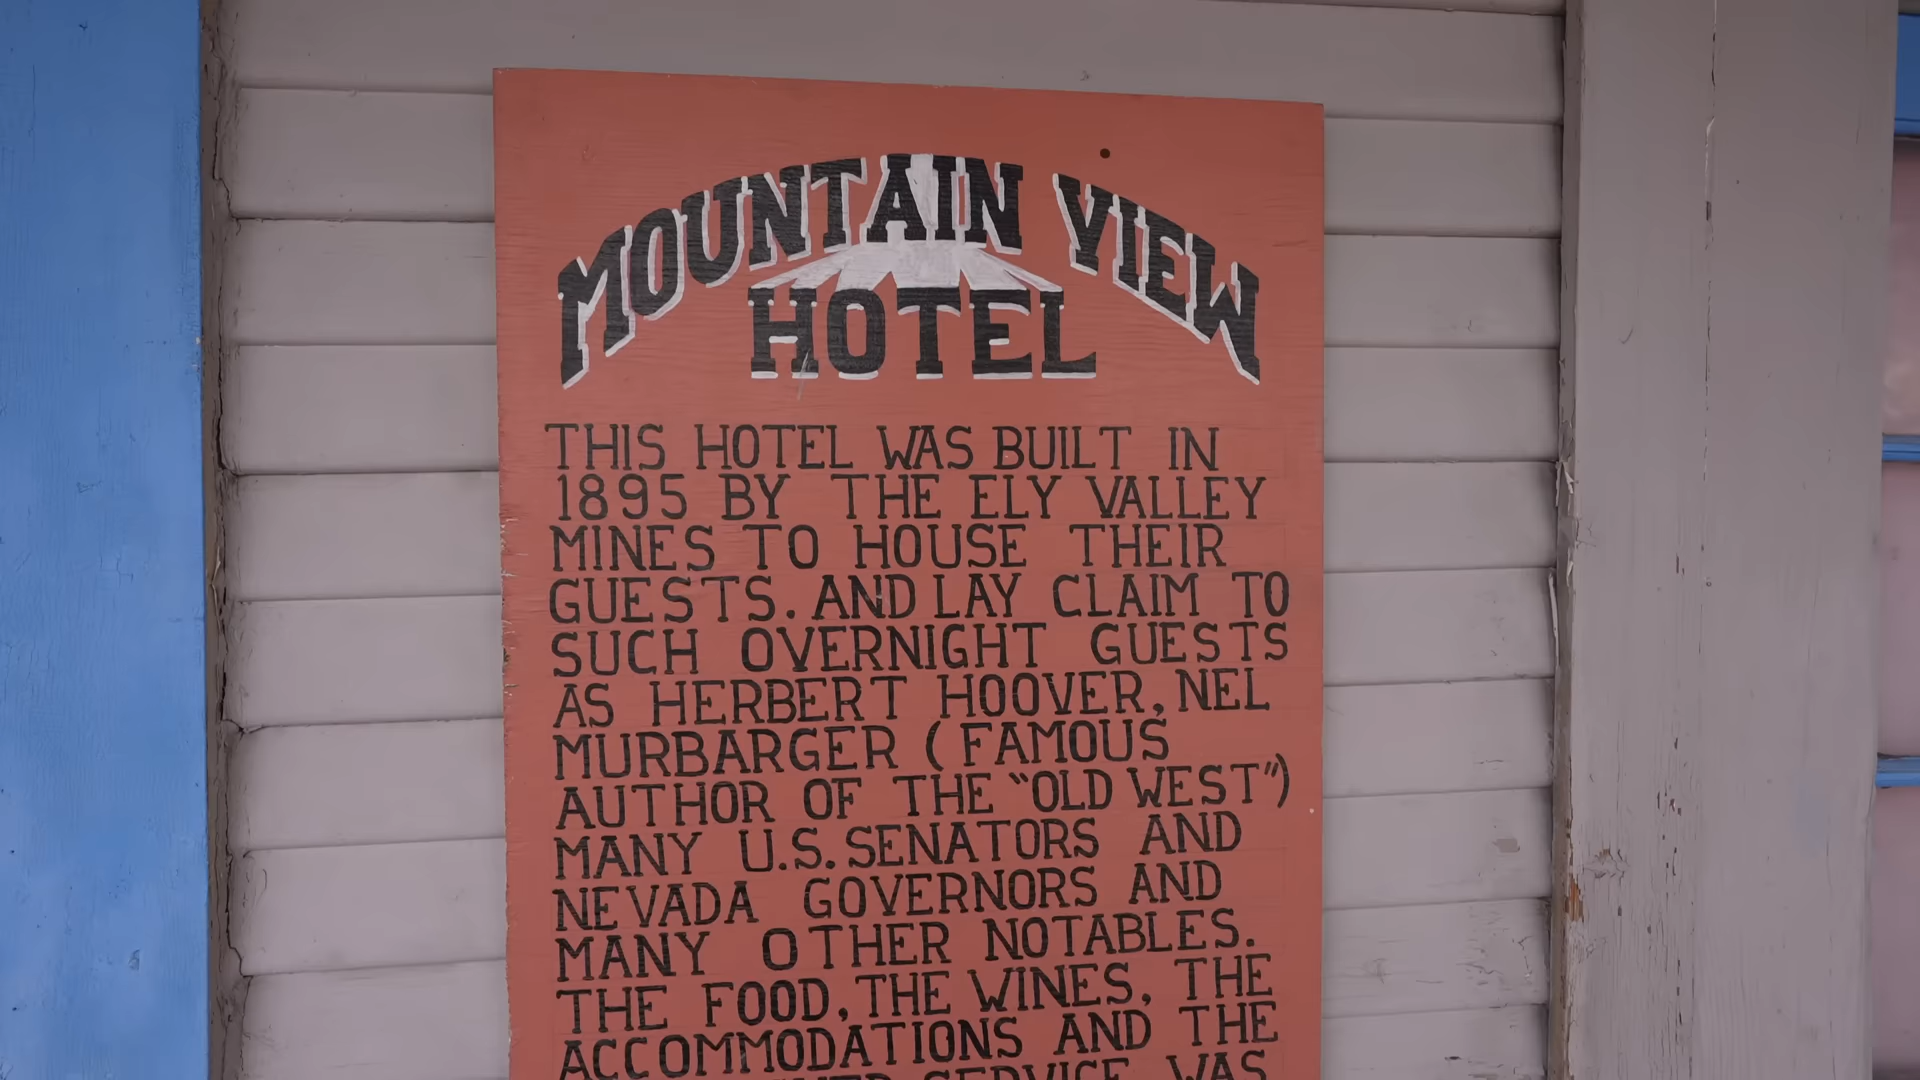 MOUNTAIN VIEW
HOTEL
THIS HOTEL WAS BUILT IN
1895 BY THE ELY VALLEY
MINES TO HOUSE THEIR
GUESTS. AND LAY CLAIM TO
SUCH OVERNIGHT GUESTS
AS HERBERT HOOVER, NEL
MURBARGER (FAMOUS
AUTHOR OF THE "OLD WEST")
MANY U.S. SENATORS AND
NEVADA GOVERNORS AND
MANY OTHER NOTABLES.
THE FOOD, THE WINES, THE
ACCOMMODATIONS AND THE
SERVICE WAS